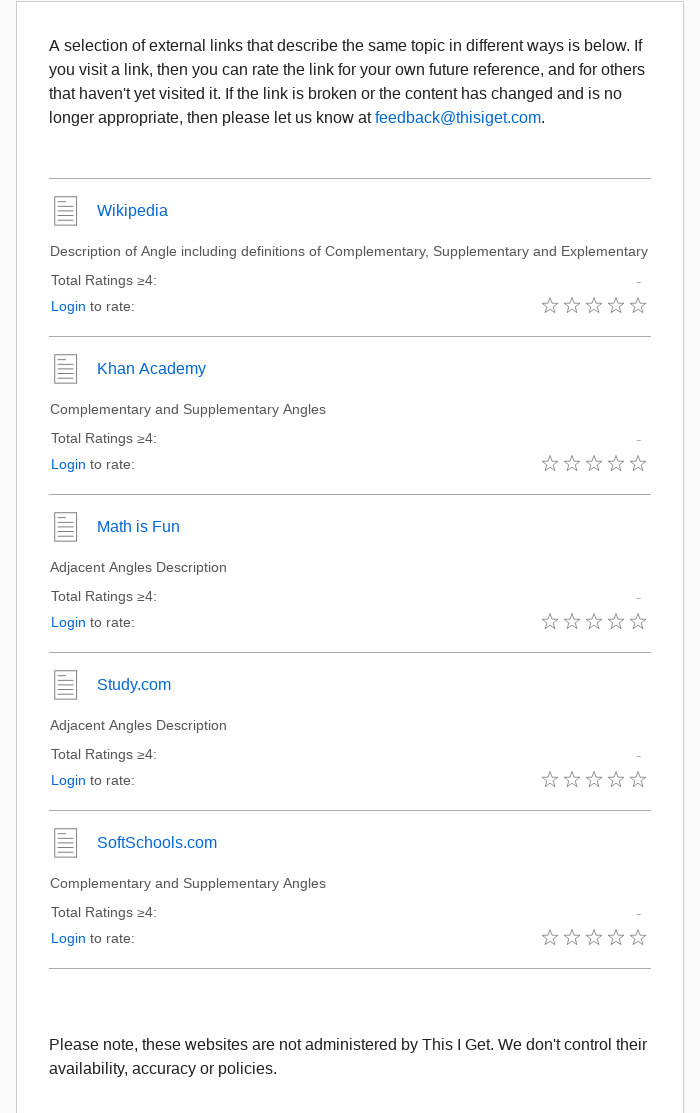 A selection of external links that describe the same topic in different ways is below. If
you visit a link, then you can rate the link for your own future reference, and for others
that haven't yet visited it. If the link is broken or the content has changed and is no
longer appropriate, then please let us know at feedback@thisiget.com.
Wikipedia
Description of Angle including definitions of Complementary, Supplementary and Explementary
Total Ratings ≥4: -
Login to rate:
Khan Academy
Complementary and Supplementary Angles
Total Ratings ≥4: -
Login to rate:
Math is Fun
Adjacent Angles Description
Total Ratings ≥4: -
Login to rate:
Study.com
Adjacent Angles Description
Total Ratings ≥4: -
Login to rate:
SoftSchools.com
Complementary and Supplementary Angles
Total Ratings ≥4: -
Login to rate:
Please note, these websites are not administered by This I Get. We don't control their
availability, accuracy or policies.